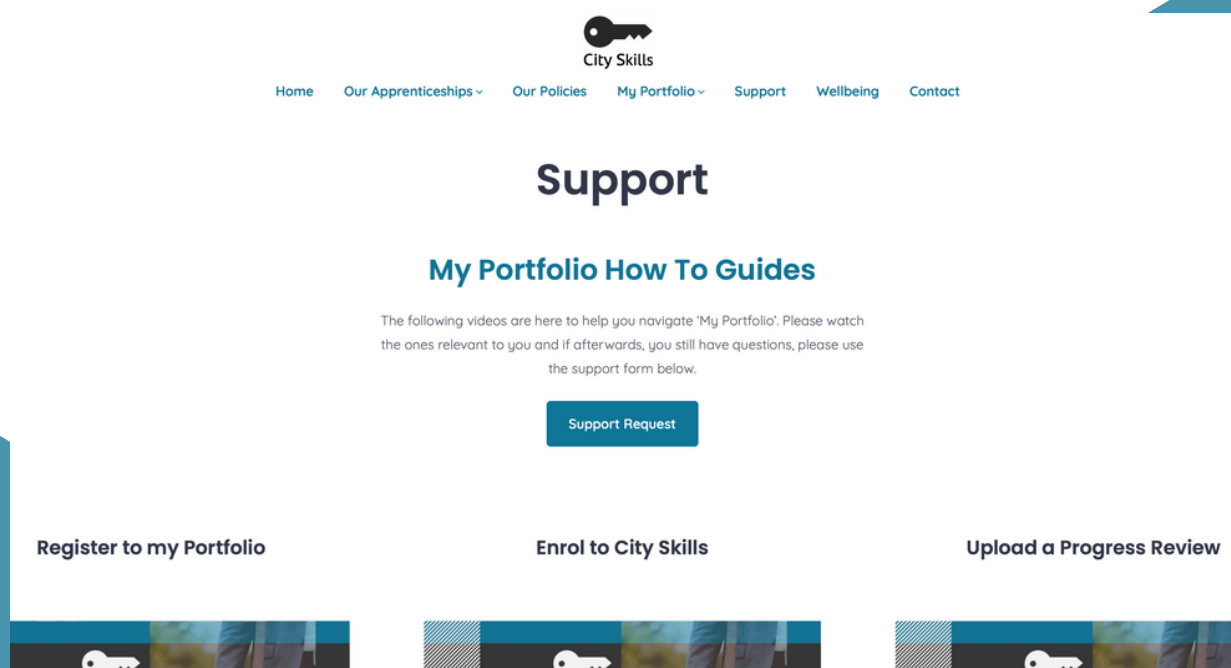 City Skills
Home Our Apprenticeships Our Policies My Portfolio Support Wellbeing Contact
Support
My Portfolio How To Guides
The following videos are here to help you navigate ‘My Portfolio’. Please watch
the ones relevant to you and if afterwards, you still have questions, please use
the support form below.
Support Request
Register to my Portfolio Enrol to City Skills Upload a Progress Review